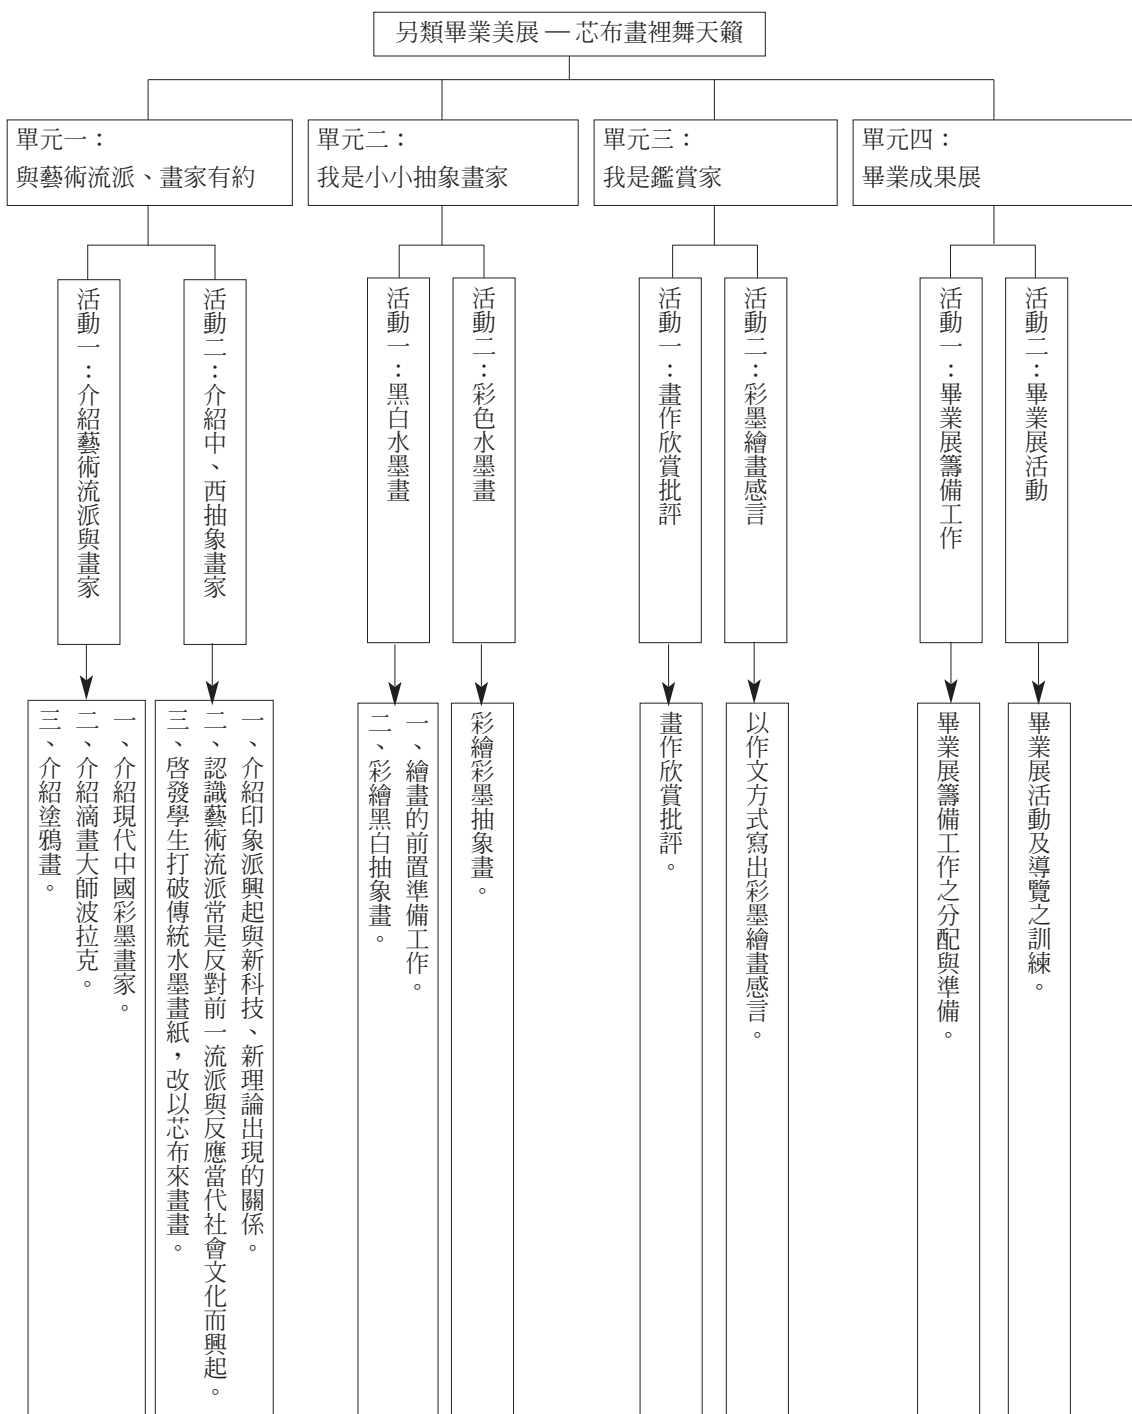 另類畢業美展 — 芯布畫裡舞天籟
單元一：
與藝術流派、畫家有約
單元二：
我是小小抽象畫家
單元三：
我是鑑賞家
單元四：
畢業成果展
活動一：介紹藝術流派與畫家
活動二：介紹中、西抽象畫家
活動一：黑白水墨畫
活動二：彩色水墨畫
活動一：畫作欣賞批評
活動二：彩墨繪畫感言
活動一：畢業展籌備工作
活動二：畢業展活動
一、介紹現代中國彩墨畫家。
二、介紹滴畫大師波拉克。
三、介紹塗鴉畫。
一、介紹印象派興起與新科技、新理論出現的關係。
二、認識藝術流派常是反對前一流派與反應當代社會文化而興起。
三、啓發學生打破傳統水墨畫紙，改以芯布來畫畫。
一、繪畫的前置準備工作。
二、彩繪黑白抽象畫。
彩繪彩墨抽象畫。
畫作欣賞批評。
以作文方式寫出彩墨繪畫感言。
畢業展籌備工作之分配與準備。
畢業展活動及導覽之訓練。